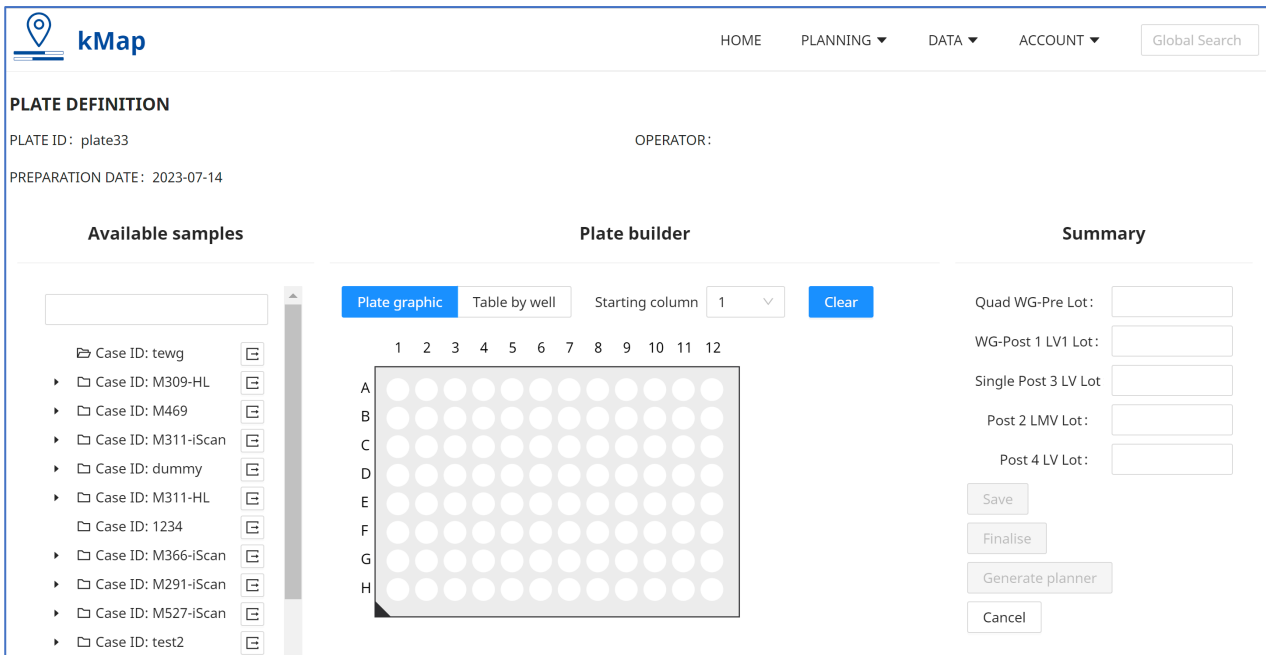 kMap
HOME PLANNING DATA ACCOUNT Global Search
PLATE DEFINITION
PLATE ID: plate33 OPERATOR:
PREPARATION DATE: 2023-07-14
Available samples
Case ID: tewg
Case ID: M309-HL
Case ID: M469
Case ID: M311-iScan
Case ID: dummy
Case ID: M311-HL
Case ID: 1234
Case ID: M366-iScan
Case ID: M291-iScan
Case ID: M527-iScan
Case ID: test2
Plate builder
Plate graphic Table by well Starting column 1 Clear
1 2 3 4 5 6 7 8 9 10 11 12
A
B
C
D
E
F
G
H
Summary
Quad WG-Pre Lot:
WG-Post 1 LV1 Lot:
Single Post 3 LV Lot
Post 2 LMV Lot:
Post 4 LV Lot:
Save
Finalise
Generate planner
Cancel